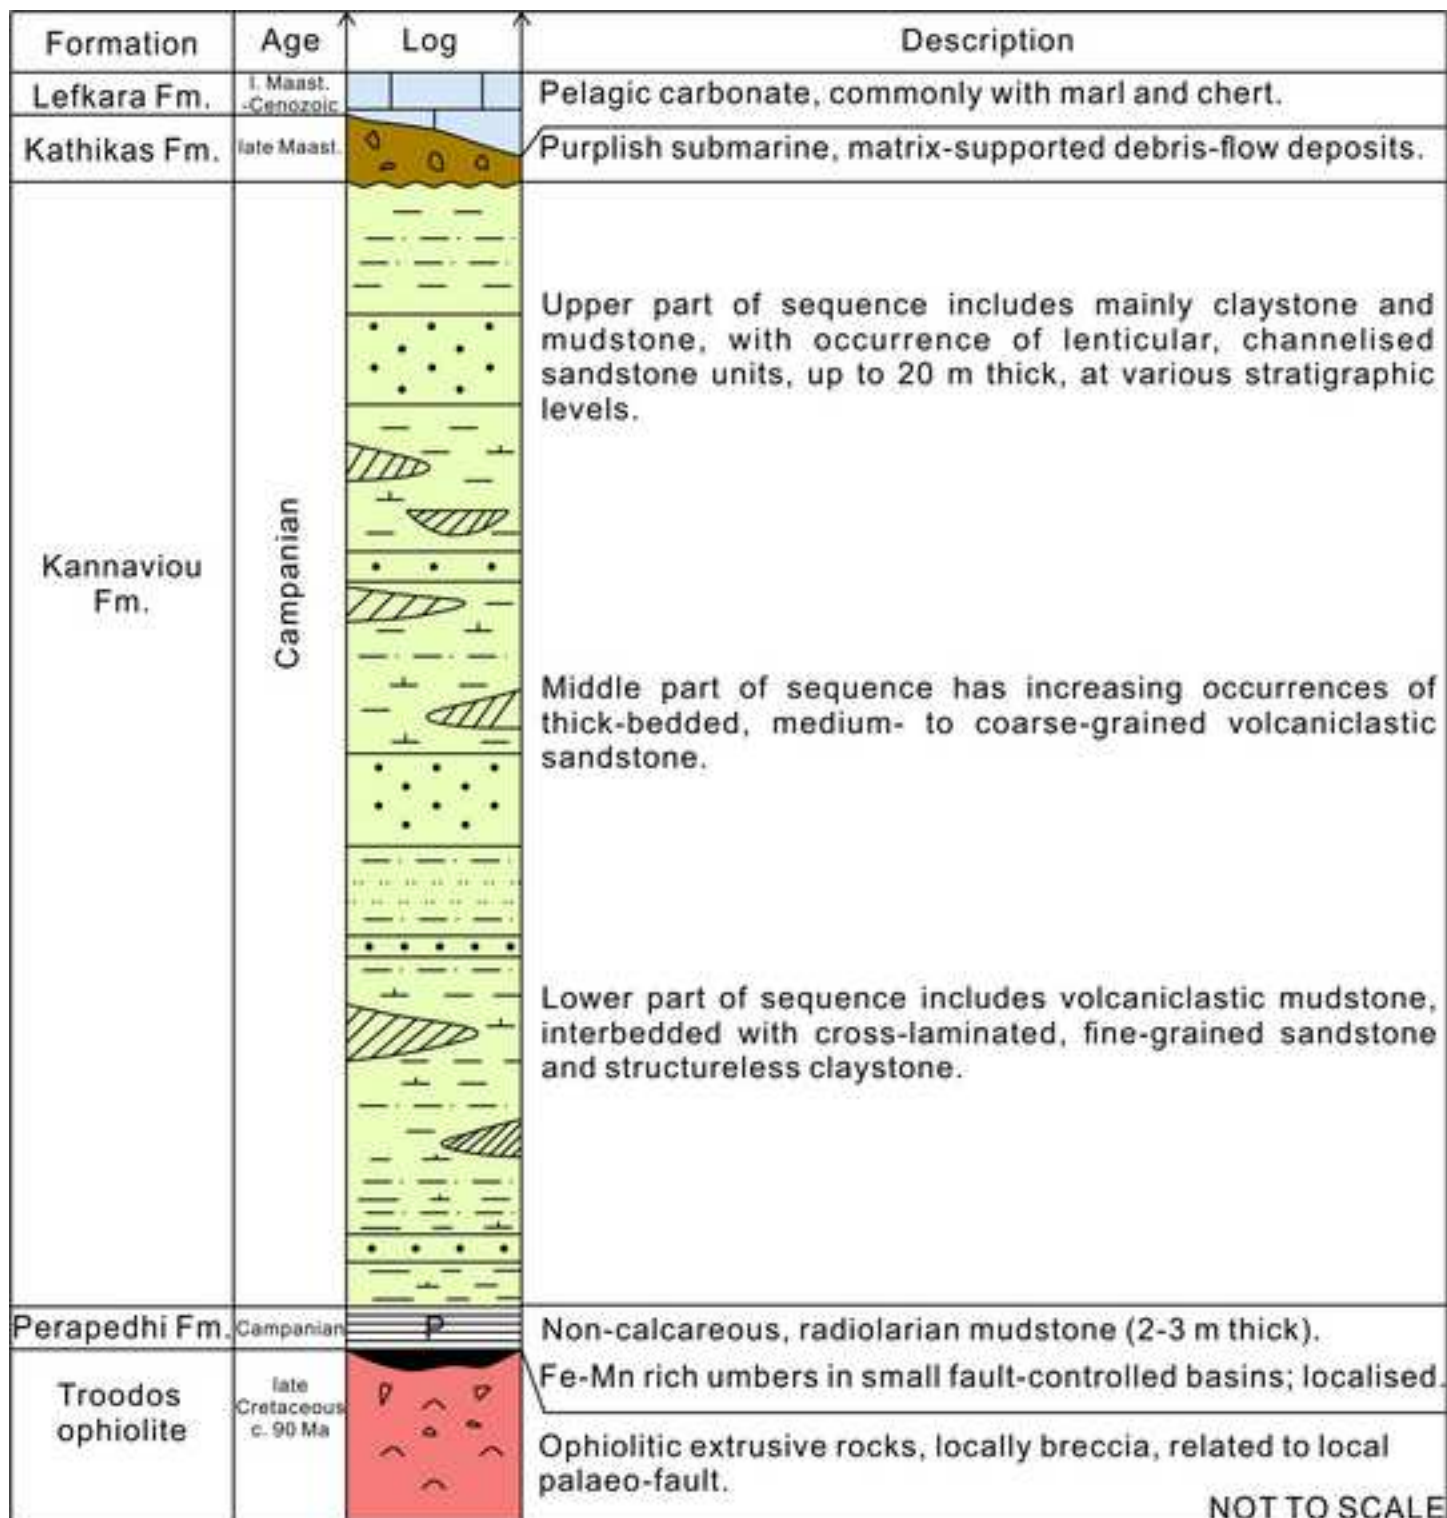 Formation
Age
Log
Description
Lefkara Fm.
l. Maast.
-Cenozoic
Pelagic carbonate, commonly with marl and chert.
Kathikas Fm.
late Maast.
Purplish submarine, matrix-supported debris-flow deposits.
Kannaviou
Fm.
Campanian
Upper part of sequence includes mainly claystone and
mudstone, with occurrence of lenticular, channelised
sandstone units, up to 20 m thick, at various stratigraphic
levels.
Middle part of sequence has increasing occurrences of
thick-bedded, medium- to coarse-grained volcaniclastic
sandstone.
Lower part of sequence includes volcaniclastic mudstone,
interbedded with cross-laminated, fine-grained sandstone
and structureless claystone.
Perapedhi Fm.
Campanian
P
Non-calcareous, radiolarian mudstone (2-3 m thick).
Fe-Mn rich umbers in small fault-controlled basins; localised.
Troodos
ophiolite
late
Cretaceous
c. 90 Ma
Ophiolitic extrusive rocks, locally breccia, related to local
palaeo-fault.
NOT TO SCALE